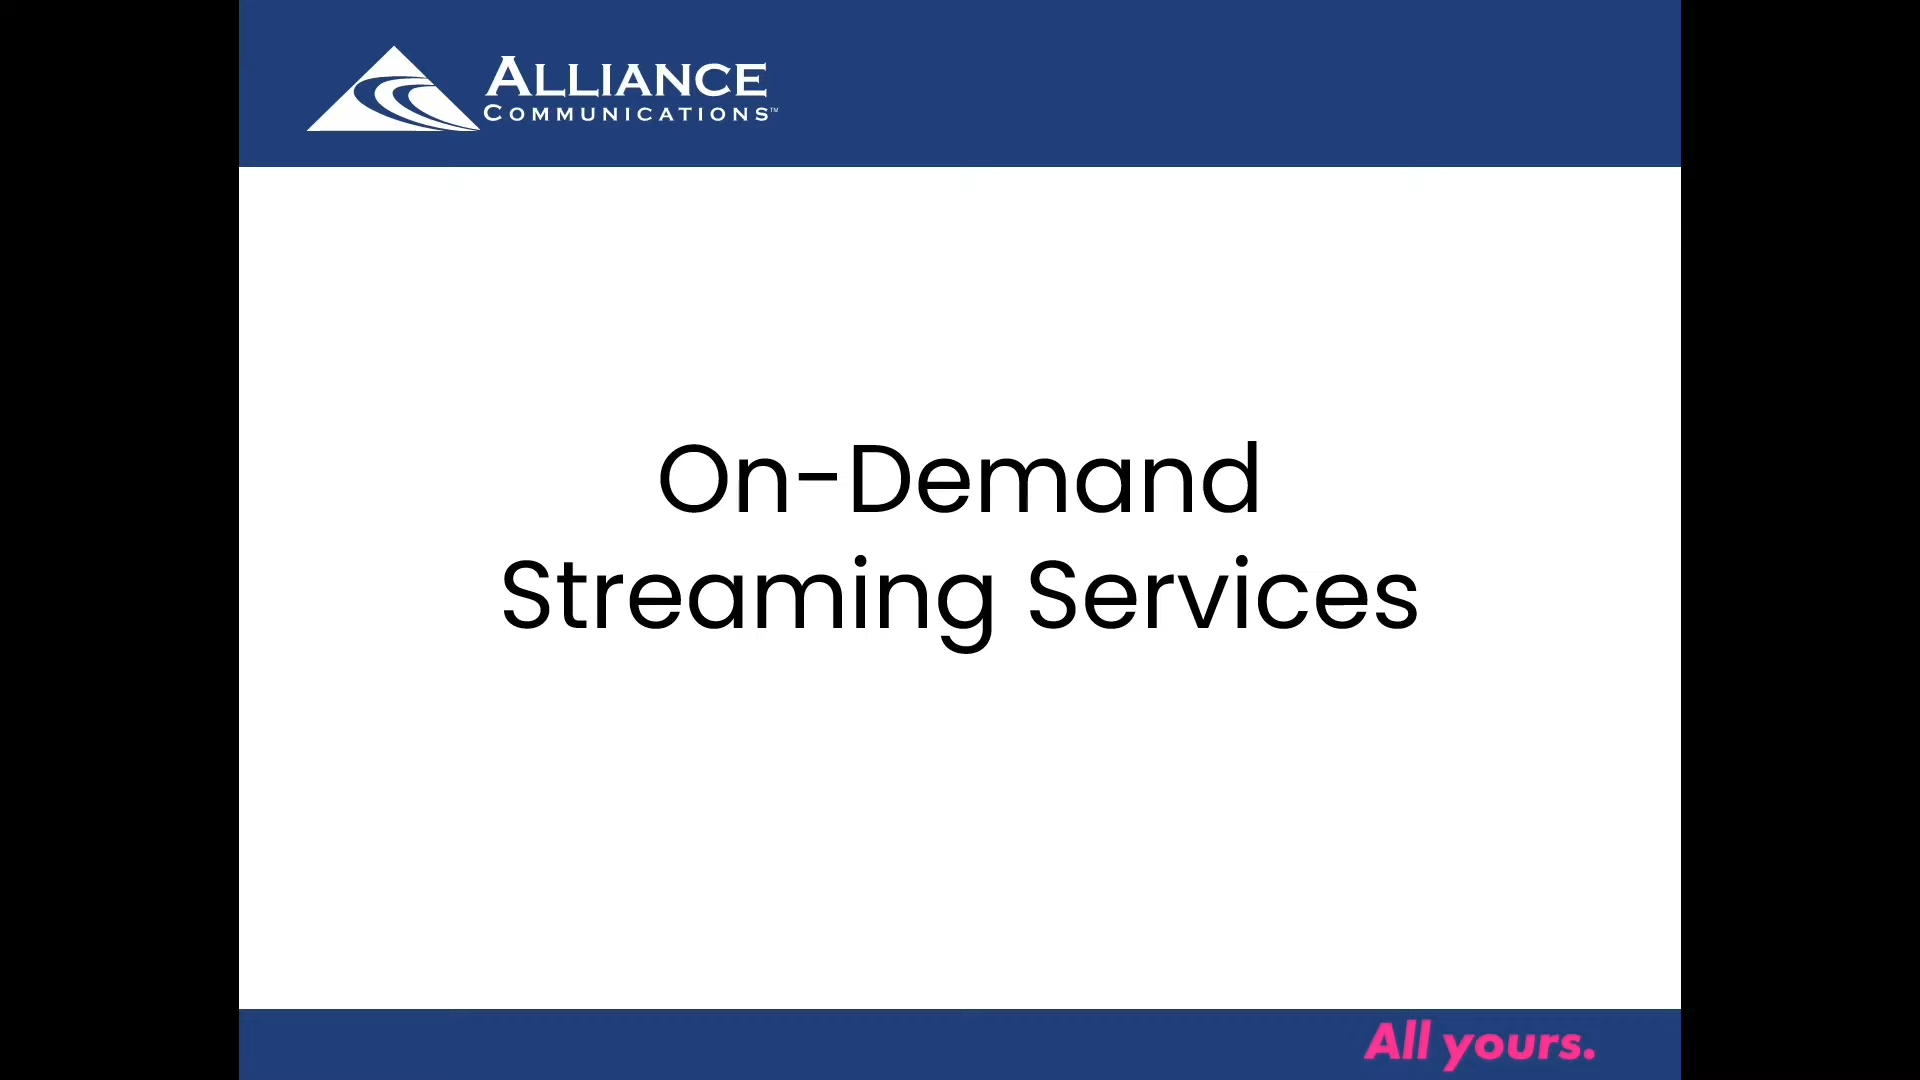 ALLIANCE
COMMUNICATIONS™
On-Demand
Streaming Services
All yours.